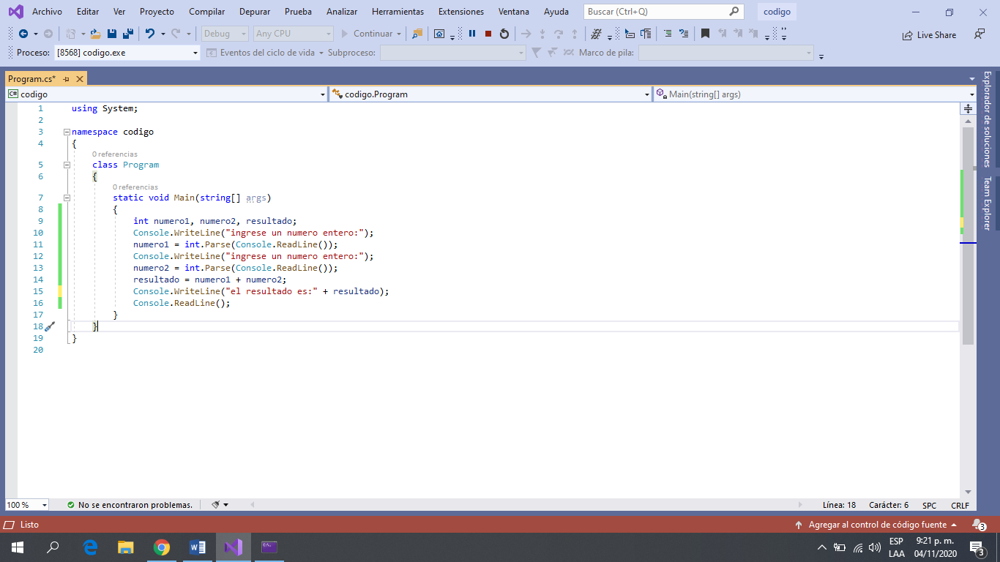 Archivo Editar Ver Proyecto Compilar Depurar Prueba Analizar Herramientas Extensiones Ventana Ayuda Buscar (Ctrl+Q) codigo
Debug Any CPU Continuar Live Share
Proceso: [8568] codigo.exe Eventos del ciclo de vida Subproceso: Marco de pila:
Program.cs*
C# codigo codigo.Program Main(string[] args)
1 using System;
2
3 namespace codigo
4 {
0 referencias
5 class Program
6 {
0 referencias
7 static void Main(string[] args)
8 {
9 int numero1, numero2, resultado;
10 Console.WriteLine("ingrese un numero entero:");
11 numero1 = int.Parse(Console.ReadLine());
12 Console.WriteLine("ingrese un numero entero:");
13 numero2 = int.Parse(Console.ReadLine());
14 resultado = numero1 + numero2;
15 Console.WriteLine("el resultado es:" + resultado);
16 Console.ReadLine();
17 }
18 }
19 }
20
Explorador de soluciones
Team Explorer
100 % No se encontraron problemas. Línea: 18 Carácter: 6 SPC CRLF
Listo Agregar al control de código fuente 3
ESP 9:21 p. m.
LAA 04/11/2020 3